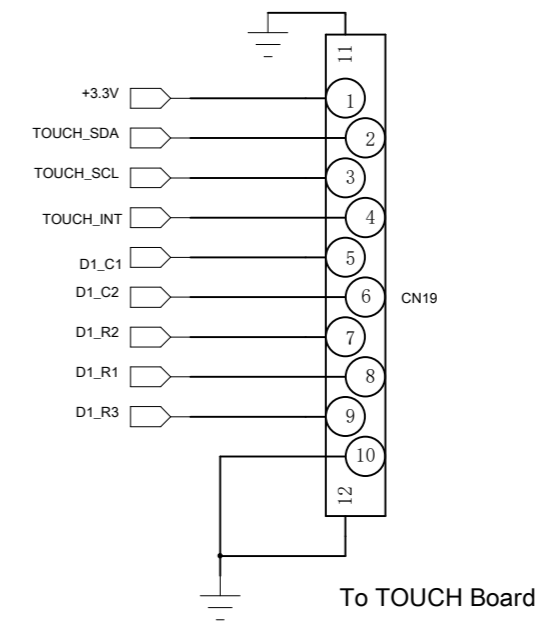 11
+3.3V 1
TOUCH_SDA 2
TOUCH_SCL 3
TOUCH_INT 4
D1_C1 5
D1_C2 6 CN19
D1_R2 7
D1_R1 8
D1_R3 9
10
12
To TOUCH Board